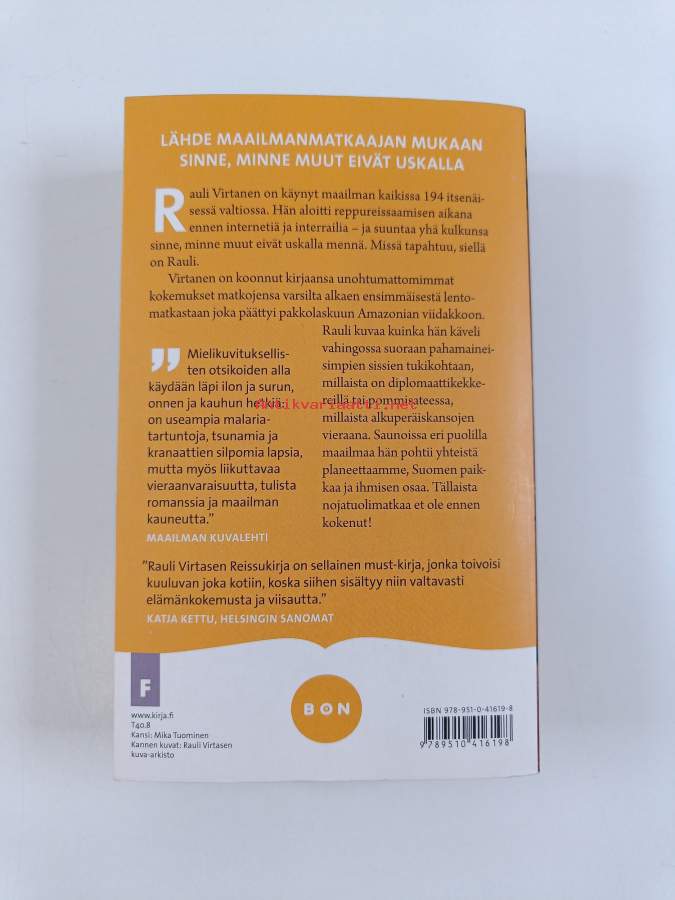 LÄHDE MAAILMANMATKAAJAN MUKAAN
SINNE, MINNE MUUT EIVÄT USKALLA
Rauli Virtanen on käynyt maailman kaikissa 194 itsenäi-
sessä valtiossa. Hän aloitti reppureissaamisen aikana
ennen internetiä ja interrailia – ja suuntaa yhä kulkunsa
sinne, minne muut eivät uskalla mennä. Missä tapahtuu, siellä
on Rauli.
Virtanen on koonnut kirjaansa unohtumattomimmat
kokemukset matkojensa varsilta alkaen ensimmäisestä lento-
matkastaan joka päättyi pakkolaskuun Amazonian viidakkoon.
Rauli kuvaa kuinka hän käveli
vahingossa suoraan pahamainei-
simpien sissien tukikohtaan,
millaista on diplomaattikekke-
reillä tai pommisateessa,
millaista alkuperäiskansojen
vieraana. Saunoissa eri puolilla
maailmaa hän pohtii yhteistä
planeettaamme, Suomen paik-
kaa ja ihmisen osaa. Tällaista
nojatuolimatkaa et ole ennen
kokenut!
” Mielikuvituksellis-
ten otsikoiden alla
käydään läpi ilon ja surun,
onnen ja kauhun hetkiä:
on useampia malaria-
tartuntoja, tsunamia ja
kranaattien silpomia lapsia,
mutta myös liikuttavaa
vieraanvaraisuutta, tulista
romanssia ja maailman
kauneutta.”
MAAILMAN KUVALEHTI
Antikvariaatti.net
”Rauli Virtasen Reissukirja on sellainen must-kirja, jonka toivoisi
kuuluvan joka kotiin, koska siihen sisältyy niin valtavasti
elämänkokemusta ja viisautta.”
KATJA KETTU, HELSINGIN SANOMAT
F
www.kirja.fi
T40.8
Kansi: Mika Tuominen
Kannen kuvat: Rauli Virtasen
kuva-arkisto
BON
ISBN 978-951-0-41619-8
9 789510 416198